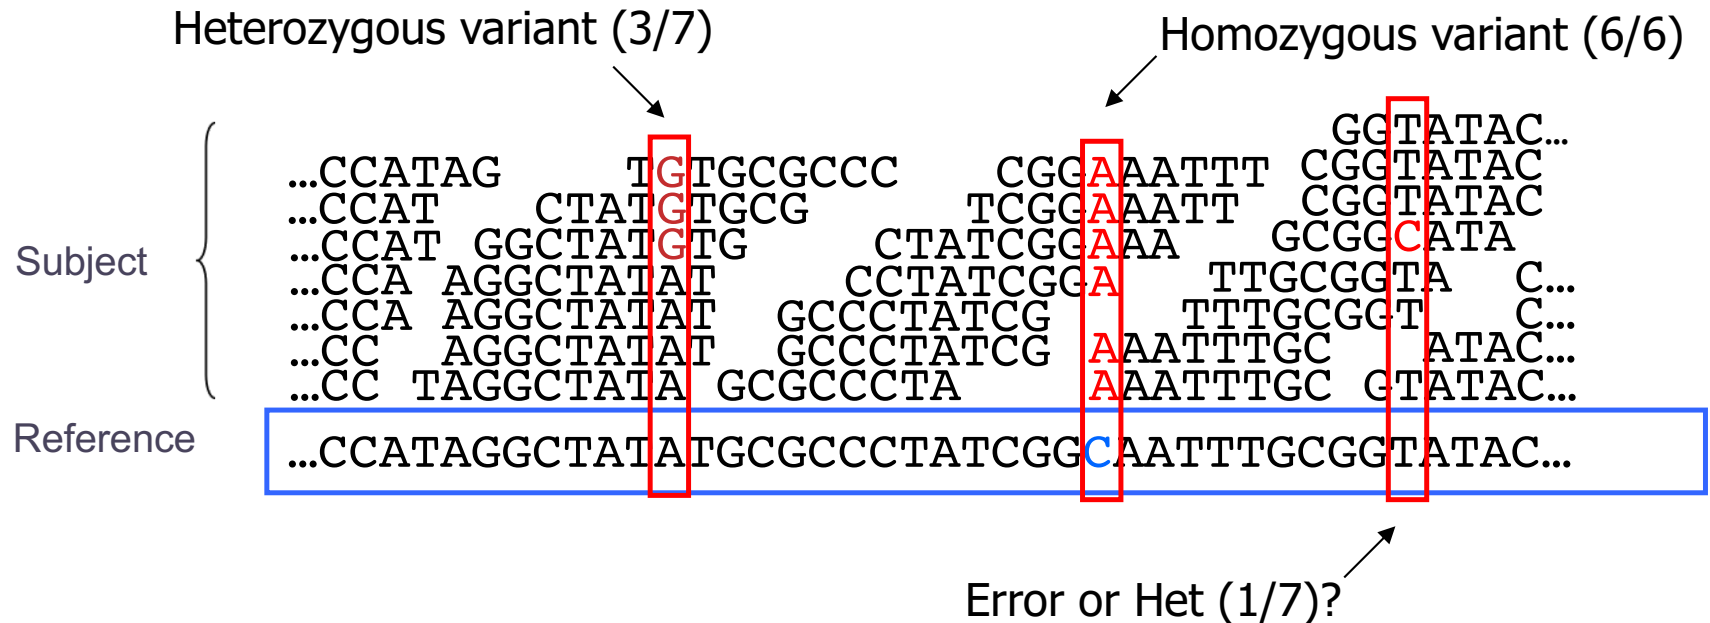 Heterozygous variant (3/7)
Homozygous variant (6/6)
GGTATAC…
…CCATAG TGTGCGCCC CGGAAATTT CGGTATAC
…CCAT CTATGTGCG TCGGAAATT CGGTATAC
…CCAT GGCTATGTG CTATCGGAAA GCGGCATA
Subject
…CCA AGGCTATAT CCTATCGGA TTGCGGTA C…
…CCA AGGCTATAT GCCCTATCG TTTGCGGT C…
…CC AGGCTATAT GCCCTATCG AAATTTGC ATAC…
…CC TAGGCTATA GCGCCCTA AAATTTGC GTATAC…
Reference
…CCATAGGCTATATGCGCCCTATCGGCAATTTGCGGTATAC…
Error or Het (1/7)?